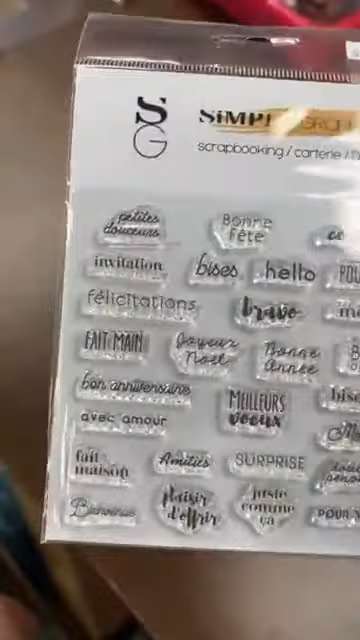 SG
SIMPL GRAPH
scrapbooking / carterie /
petites douceurs
Bonne fête
invitation
bises
hello
félicitations
bravo
FAIT MAIN
Joyeux Noël
Bonne Année
bon anniversaire
MEILLEURS voeux
avec amour
fait maison
Amitiés
SURPRISE
Bienvenue
plaisir d'offrir
juste comme ça
POUR